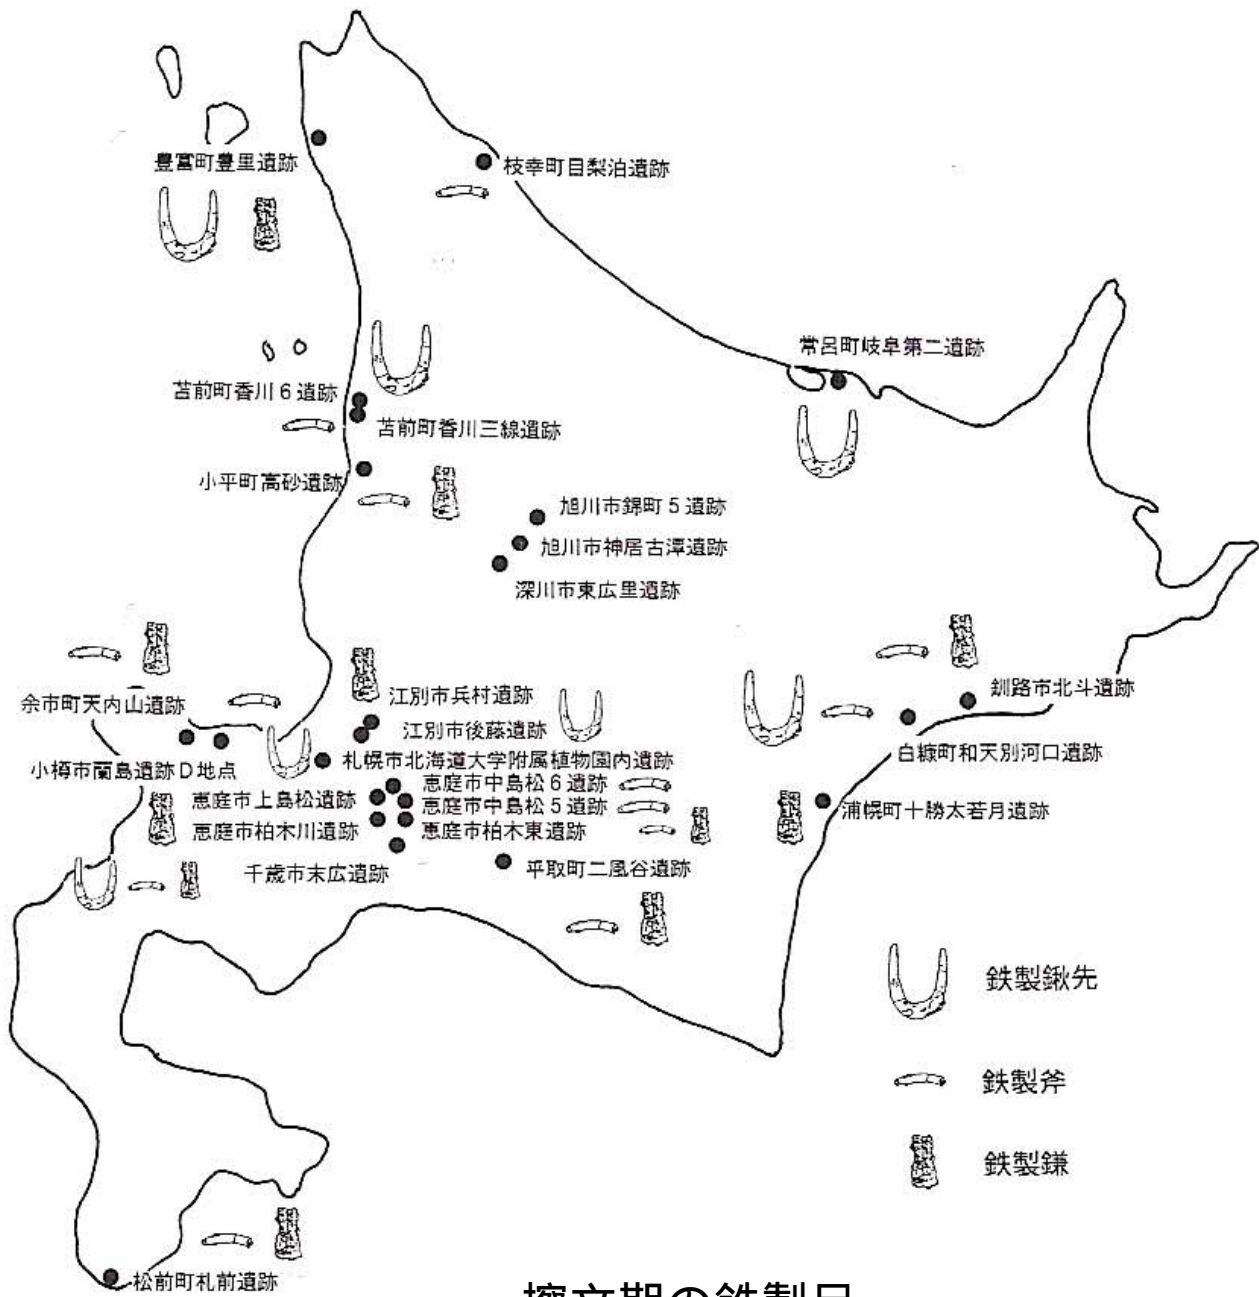 豊富町豊里遺跡
枝幸町目梨泊遺跡
常呂町岐阜第二遺跡
苫前町香川6遺跡
苫前町香川三線遺跡
小平町高砂遺跡
旭川市錦町5遺跡
旭川市神居古潭遺跡
深川市東広里遺跡
余市町天内山遺跡
江別市兵村遺跡
釧路市北斗遺跡
江別市後藤遺跡
小樽市蘭島遺跡D地点
札幌市北海道大学附属植物園内遺跡
白糠町和天別河口遺跡
恵庭市中島松6遺跡
恵庭市上島松遺跡
恵庭市中島松5遺跡
浦幌町十勝太若月遺跡
恵庭市柏木川遺跡
恵庭市柏木東遺跡
千歳市末広遺跡
平取町二風谷遺跡
鉄製鍬先
鉄製斧
鉄製鎌
松前町札前遺跡
擦文期の鉄製品